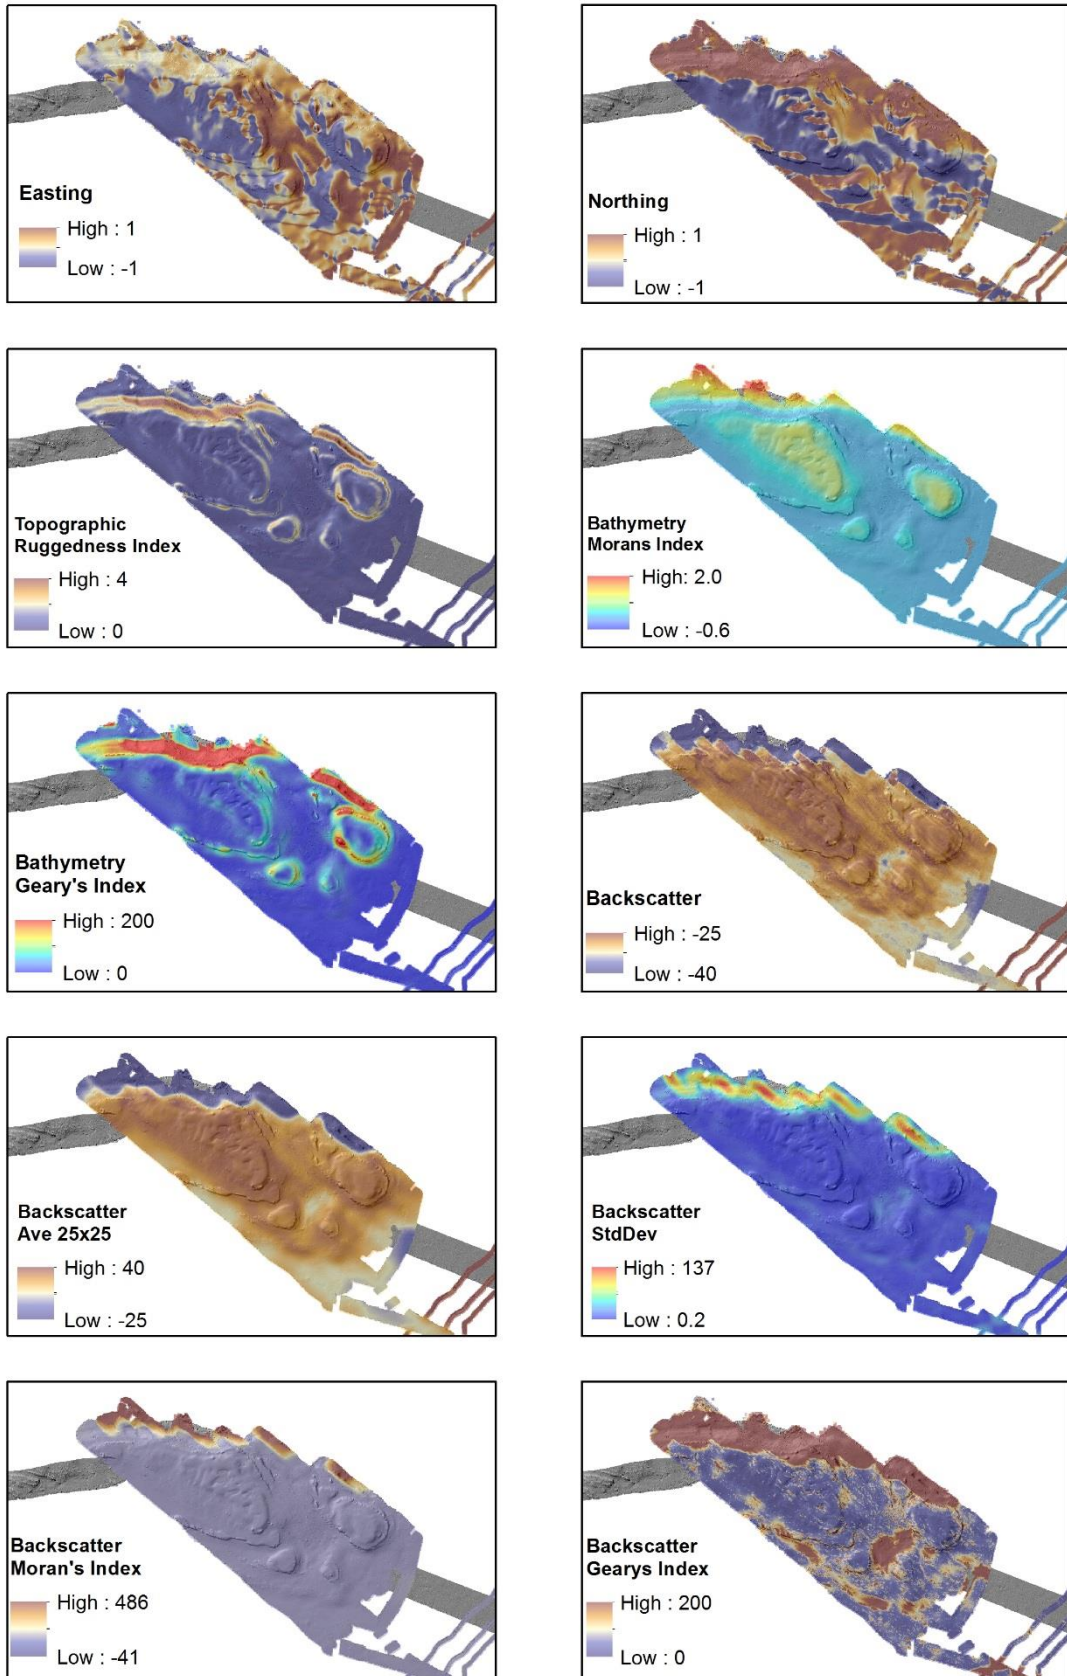 Easting
High : 1
Low : -1
Northing
High : 1
Low : -1
Topographic
Ruggedness Index
High : 4
Low : 0
Bathymetry
Morans Index
High: 2.0
Low : -0.6
Bathymetry
Geary's Index
High : 200
Low : 0
Backscatter
High : -25
Low : -40
Backscatter
Ave 25x25
High : 40
Low : -25
Backscatter
StdDev
High : 137
Low : 0.2
Backscatter
Moran's Index
High : 486
Low : -41
Backscatter
Gearys Index
High : 200
Low : 0